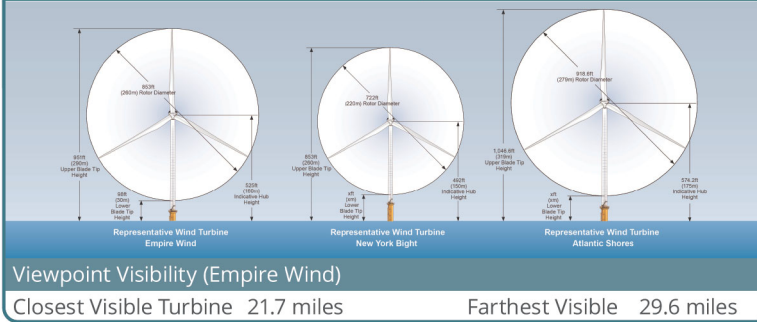 853ft
(260m) Rotor Diameter
951ft
(290m)
Upper Blade Tip
Height
525ft
(160m)
Indicative Hub
Height
98ft
(30m)
Lower
Blade Tip
Height
Representative Wind Turbine
Empire Wind
722ft
(220m) Rotor Diameter
853ft
(260m)
Upper Blade Tip
Height
492ft
(150m)
Indicative Hub
Height
xft
(xm)
Lower
Blade Tip
Height
Representative Wind Turbine
New York Bight
918.6ft
(279m) Rotor Diameter
1,046.6ft
(319m)
Upper Blade Tip
Height
574.2ft
(175m)
Indicative Hub
Height
xft
(xm)
Lower
Blade Tip
Height
Representative Wind Turbine
Atlantic Shores
Viewpoint Visibility (Empire Wind)
Closest Visible Turbine 21.7 miles
Farthest Visible 29.6 miles